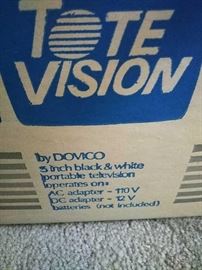 TOTE
VISION
by DOVICO
5 inch black & white
portable television
operates on:
AC adapter - 110 V
DC adapter - 12 V
batteries (not included)